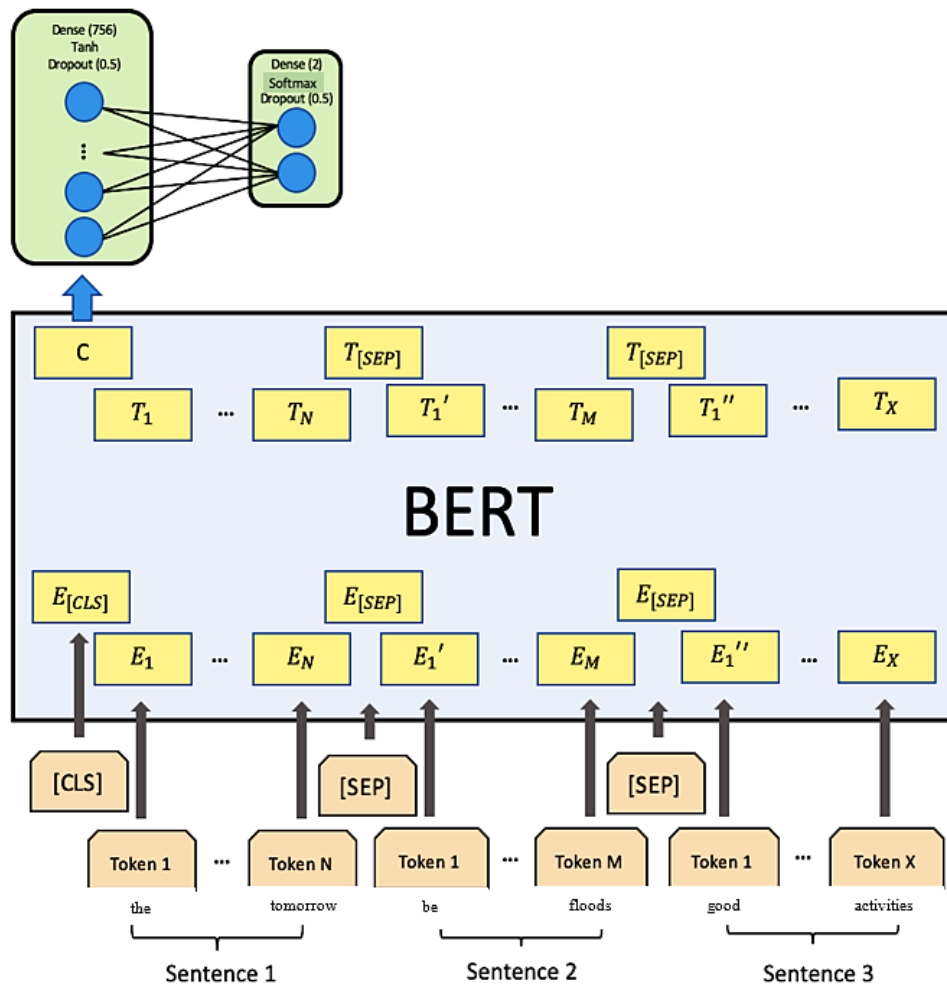 Dense (756)
Tanh
Dropout (0.5)
Dense (2)
Softmax
Dropout (0.5)
...
C
T[SEP]
T[SEP]
T1 ... TN
T1' ... TM
T1'' ... TX
BERT
E[CLS]
E[SEP]
E[SEP]
E1 ... EN
E1' ... EM
E1'' ... EX
[CLS]
[SEP]
[SEP]
Token 1 ... Token N
Token 1 ... Token M
Token 1 ... Token X
the tomorrow be floods good activities
Sentence 1 Sentence 2 Sentence 3